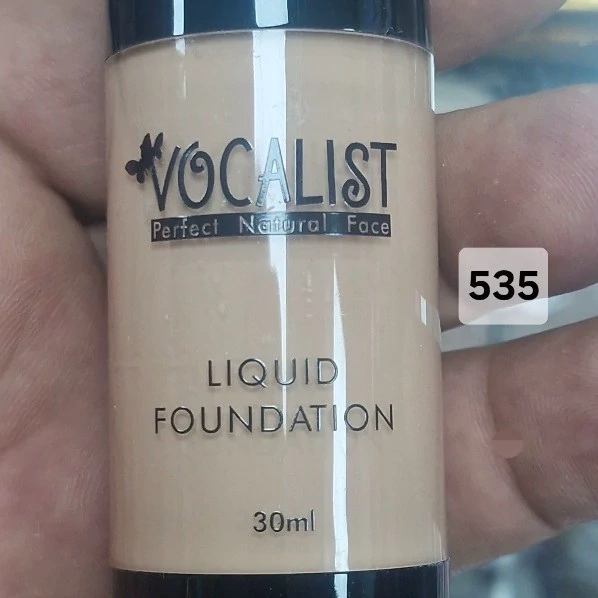 VOCALIST
Perfect Natural Face
535
LIQUID
FOUNDATION
30ml